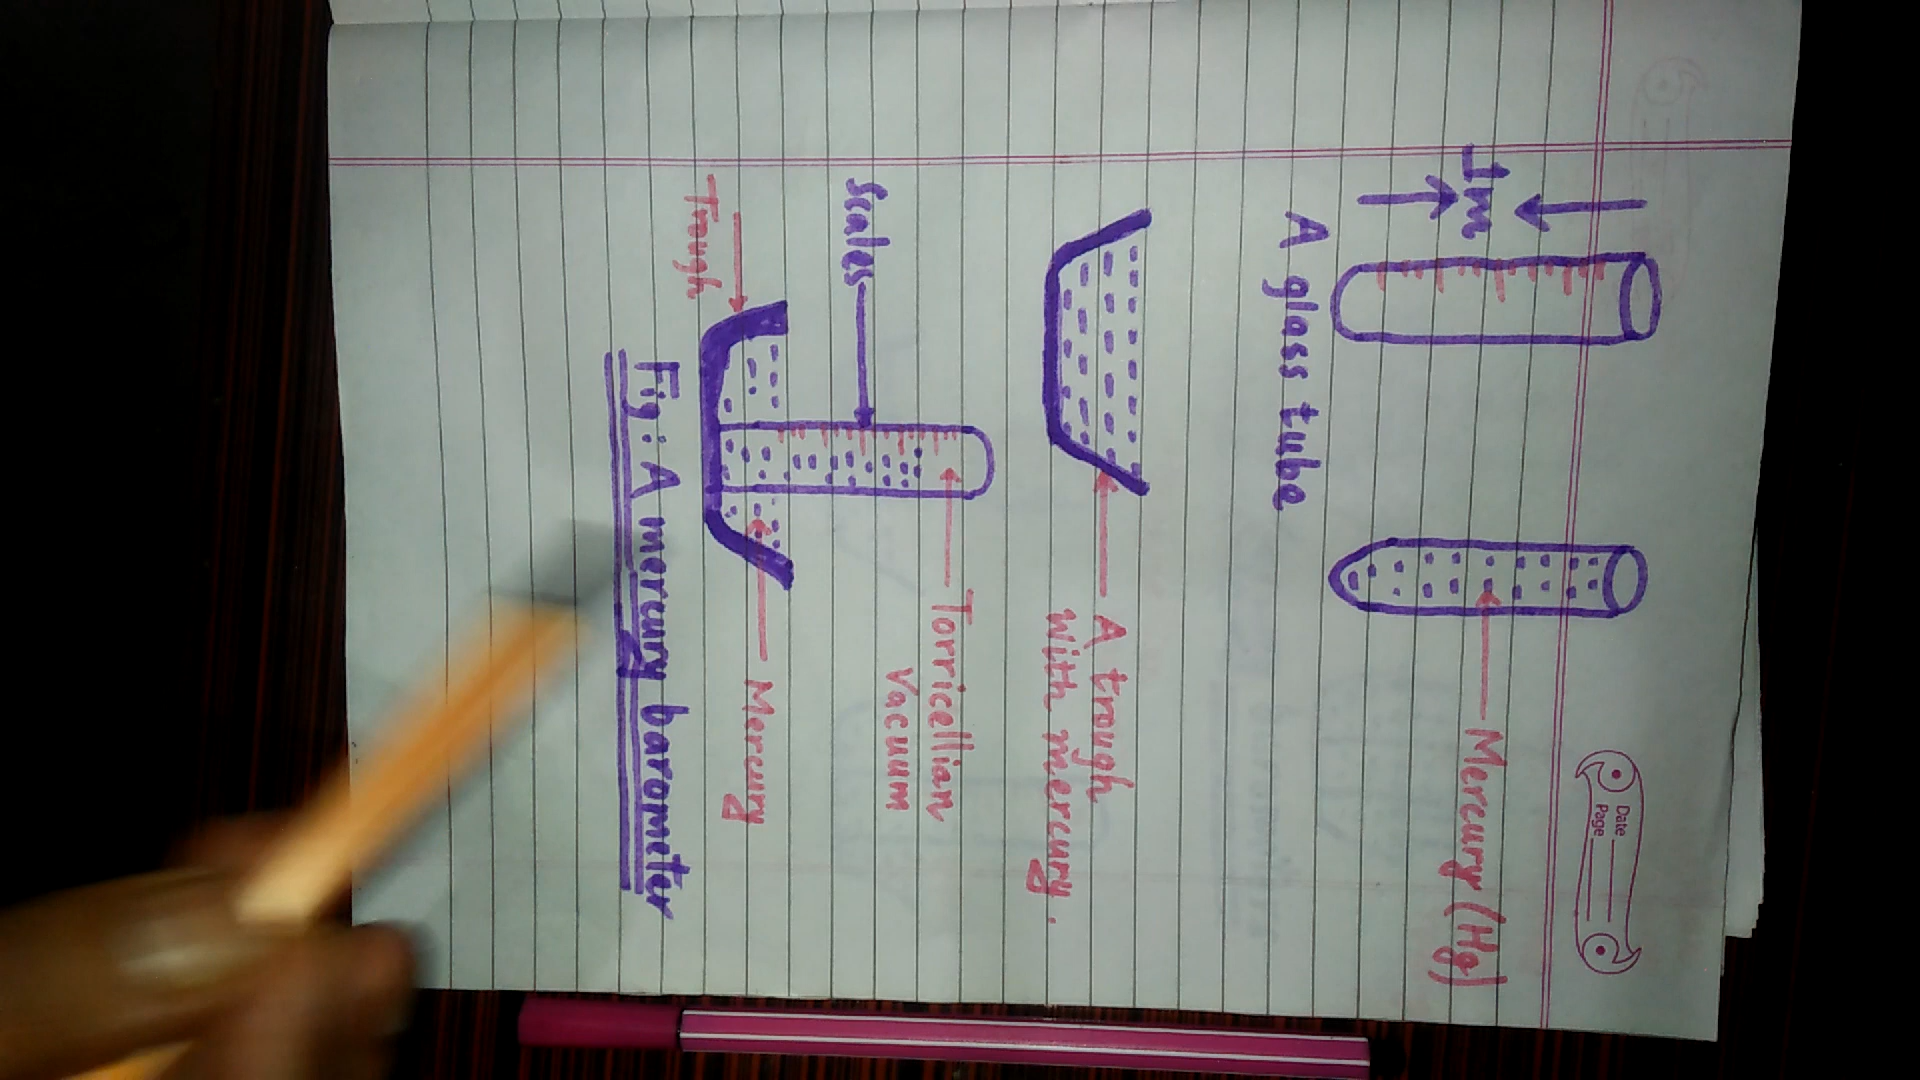 Date
Page
1m
Mercury (Hg)
A glass tube
A trough
with mercury.
Torricellian
Vacuum
Scales
Trough
Mercury
Fig: A mercury barometer